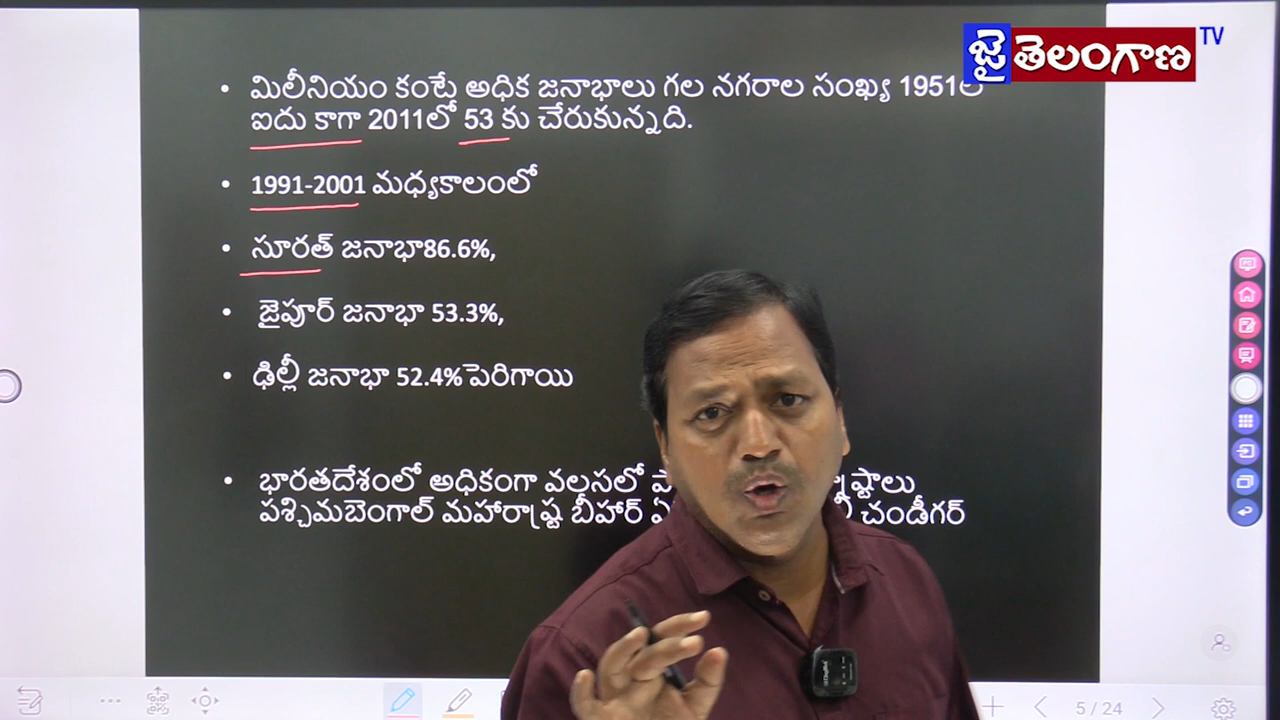 జై తెలంగాణ TV
• మిలీనియం కంటే అధిక జనాభాలు గల నగరాల సంఖ్య 1951లో
ఐదు కాగా 2011లో 53 కు చేరుకున్నది.
• 1991-2001 మధ్యకాలంలో
• సూరత్ జనాభా86.6%,
• జైపూర్ జనాభా 53.3%,
• ఢిల్లీ జనాభా 52.4%పెరిగాయి
• భారతదేశంలో అధికంగా వలసలో
పశ్చిమబెంగాల్ మహారాష్ట్ర బీహార్ చండీగర్
5 / 24